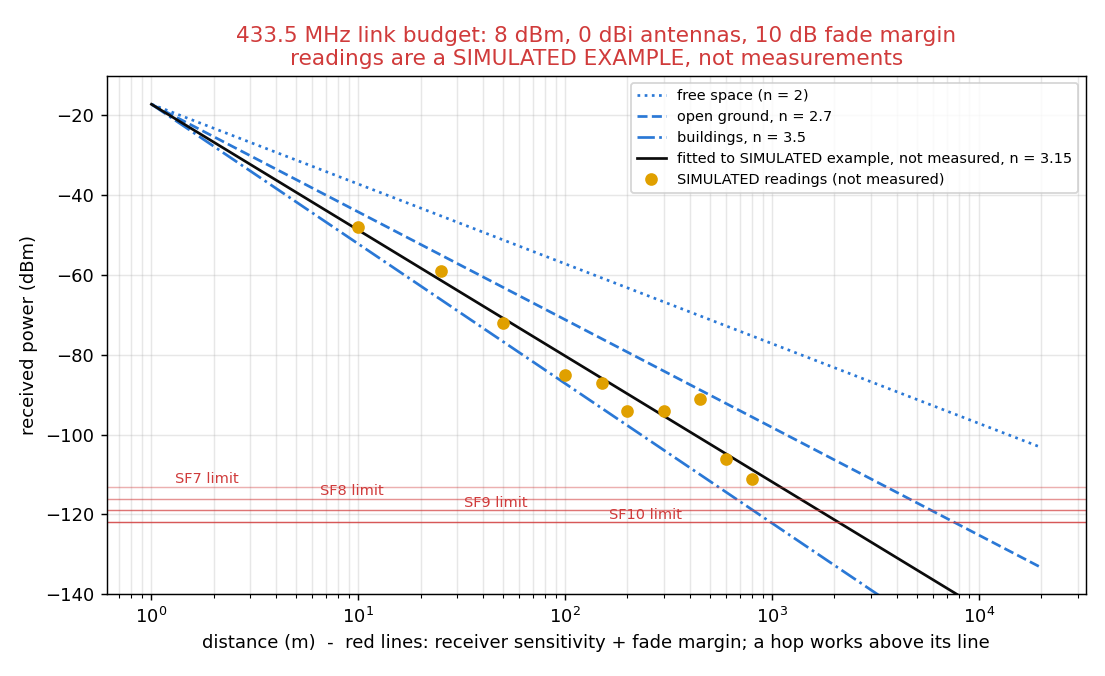 433.5 MHz link budget: 8 dBm, 0 dBi antennas, 10 dB fade margin
readings are a SIMULATED EXAMPLE, not measurements
free space (n = 2)
open ground, n = 2.7
buildings, n = 3.5
fitted to SIMULATED example, not measured, n = 3.15
SIMULATED readings (not measured)
received power (dBm)
−20
−40
−60
−80
−100
−120
−140
SF7 limit
SF8 limit
SF9 limit
SF10 limit
10⁰
10¹
10²
10³
10⁴
distance (m)  -  red lines: receiver sensitivity + fade margin; a hop works above its line